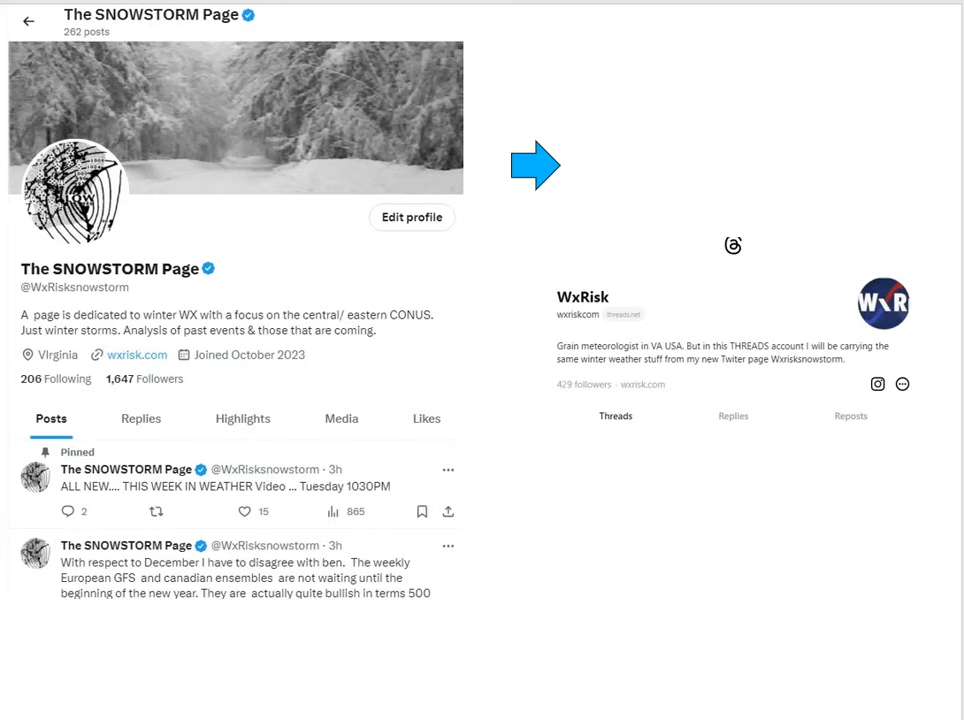 The SNOWSTORM Page
262 posts
Edit profile
The SNOWSTORM Page
@WxRisksnowstorm
A page is dedicated to winter WX with a focus on the central/ eastern CONUS.
Just winter storms. Analysis of past events & those that are coming.
VIrginia wxrisk.com Joined October 2023
206 Following 1,647 Followers
Posts Replies Highlights Media Likes
Pinned
The SNOWSTORM Page @WxRisksnowstorm · 3h
ALL NEW.... THIS WEEK IN WEATHER Video ... Tuesday 1030PM
2 15 865
The SNOWSTORM Page @WxRisksnowstorm · 3h
With respect to December I have to disagree with ben. The weekly
European GFS and canadian ensembles are not waiting until the
beginning of the new year. They are actually quite bullish in terms 500
WxRisk
wxriskcom threads.net
WXR
Grain meteorologist in VA USA. But in this THREADS account I will be carrying the
same winter weather stuff from my new Twiter page Wxrisksnowstorm.
429 followers · wxrisk.com
Threads Replies Reposts